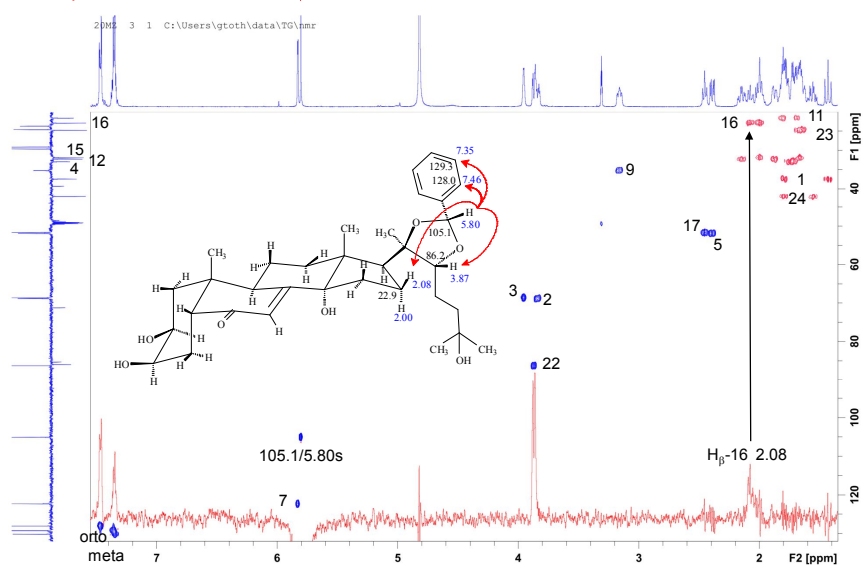 20MZ 3 1 C:\Users\gtoth\data\TG\nmr
16
15
12
4
16
11
23
9
1
24
17
5
3
2
22
7
105.1/5.80s
orto
meta
Hβ-16 2.08
7.35
129.3
128.0
7.46
O
H
5.80
105.1
H3C
O
86.2
H
3.87
CH3
CH3
H
H
H
H
H
H
2.08
22.9
H
2.00
H
H
H
O
H
OH
HO
H
HO
H
H
H
CH3
CH3
OH
40
60
80
100
120
F1 [ppm]
7
6
5
4
3
2
F2 [ppm]